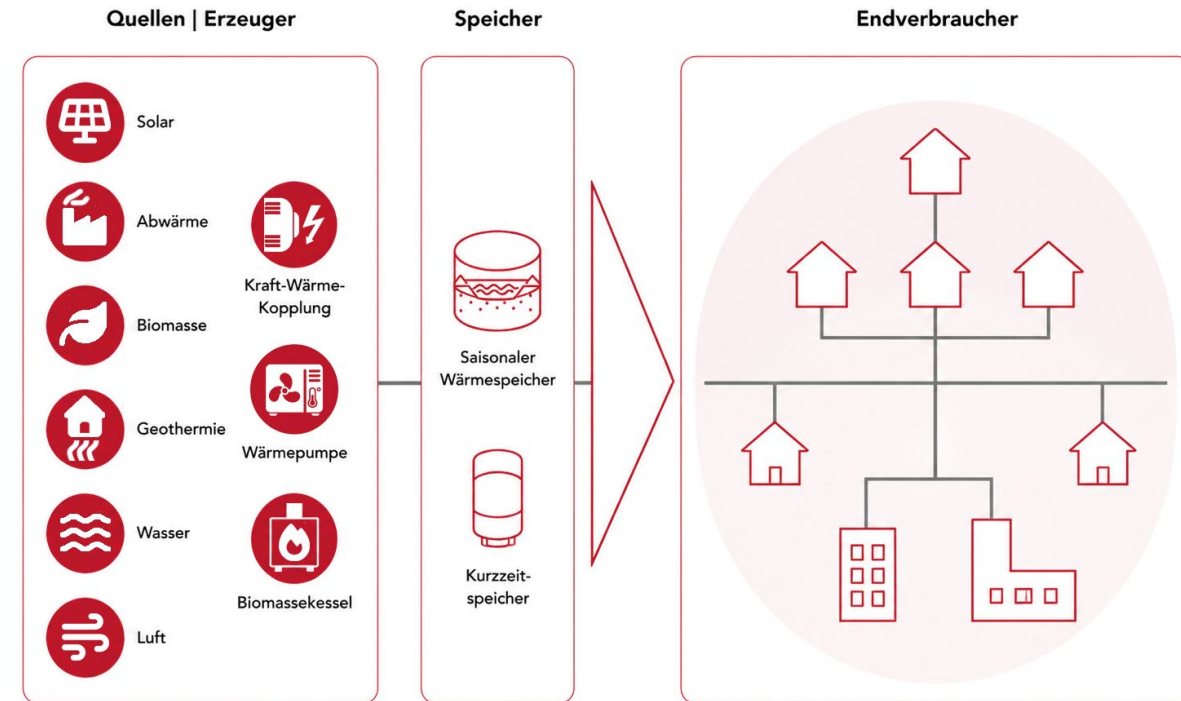 Quellen | Erzeuger
Speicher
Endverbraucher
Solar
Abwärme
Biomasse
Geothermie
Wasser
Luft
Kraft-Wärme-
Kopplung
Wärmepumpe
Biomassekessel
Saisonaler
Wärmespeicher
Kurzzeit-
speicher